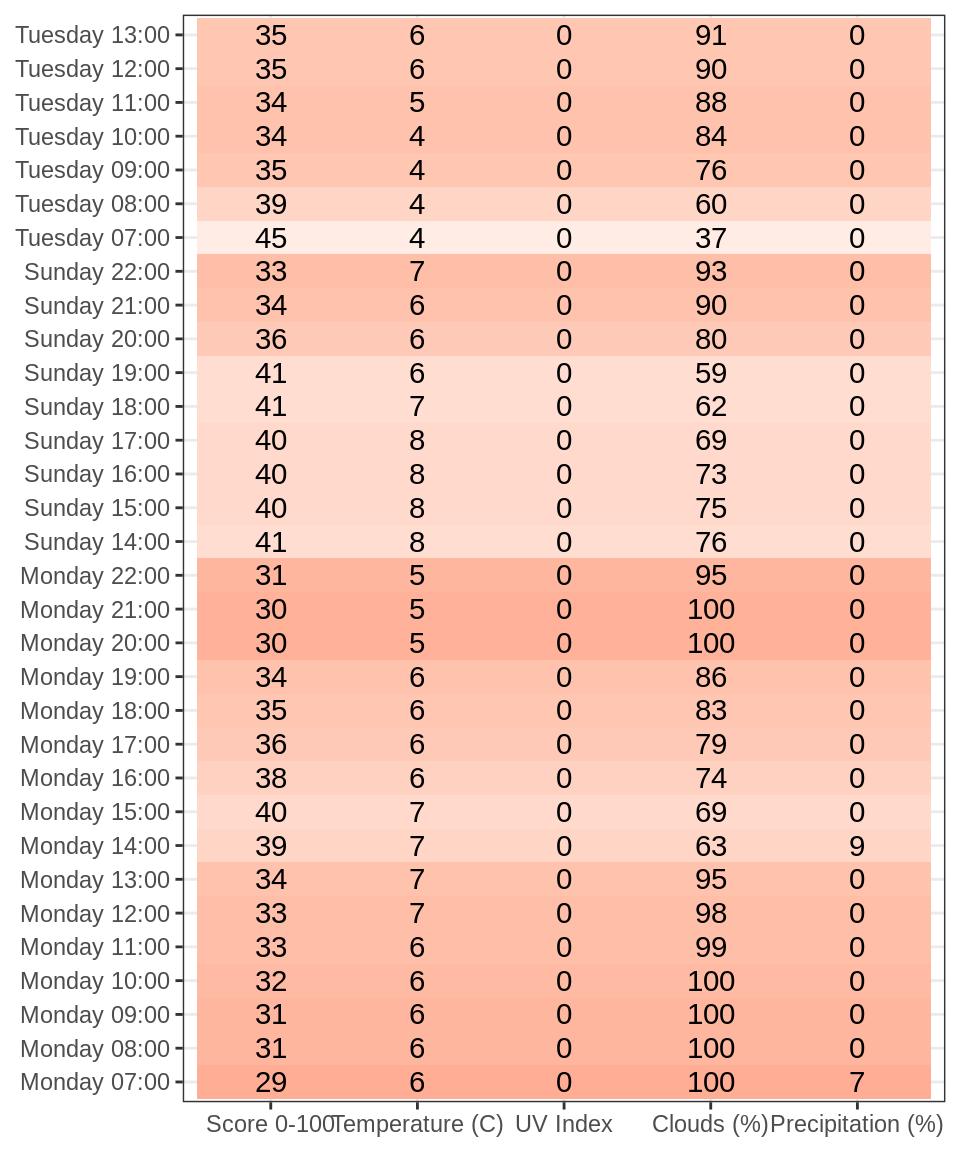 Tuesday 13:00 35 6 0 91 0
Tuesday 12:00 35 6 0 90 0
Tuesday 11:00 34 5 0 88 0
Tuesday 10:00 34 4 0 84 0
Tuesday 09:00 35 4 0 76 0
Tuesday 08:00 39 4 0 60 0
Tuesday 07:00 45 4 0 37 0
Sunday 22:00 33 7 0 93 0
Sunday 21:00 34 6 0 90 0
Sunday 20:00 36 6 0 80 0
Sunday 19:00 41 6 0 59 0
Sunday 18:00 41 7 0 62 0
Sunday 17:00 40 8 0 69 0
Sunday 16:00 40 8 0 73 0
Sunday 15:00 40 8 0 75 0
Sunday 14:00 41 8 0 76 0
Monday 22:00 31 5 0 95 0
Monday 21:00 30 5 0 100 0
Monday 20:00 30 5 0 100 0
Monday 19:00 34 6 0 86 0
Monday 18:00 35 6 0 83 0
Monday 17:00 36 6 0 79 0
Monday 16:00 38 6 0 74 0
Monday 15:00 40 7 0 69 0
Monday 14:00 39 7 0 63 9
Monday 13:00 34 7 0 95 0
Monday 12:00 33 7 0 98 0
Monday 11:00 33 6 0 99 0
Monday 10:00 32 6 0 100 0
Monday 09:00 31 6 0 100 0
Monday 08:00 31 6 0 100 0
Monday 07:00 29 6 0 100 7
Score 0-100 Temperature (C) UV Index Clouds (%) Precipitation (%)